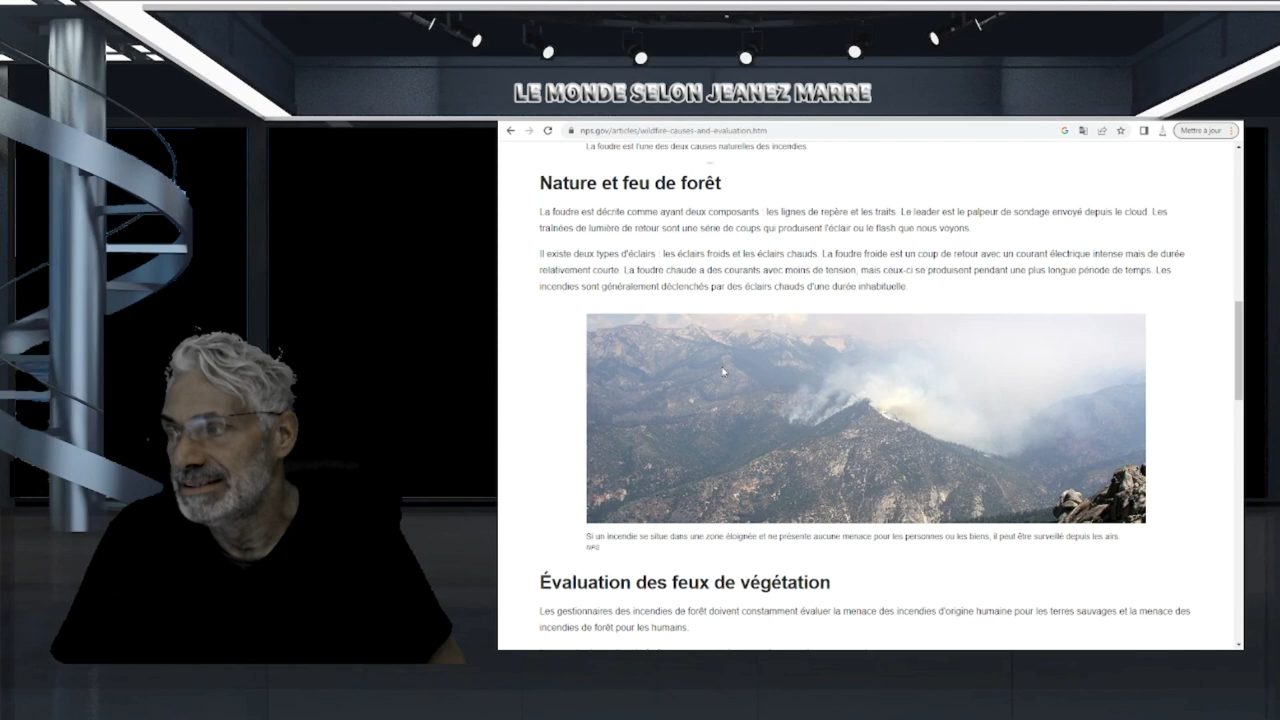 LE MONDE SELON JEANEZ MARRE
nps.gov/articles/wildfire-causes-and-evaluation.htm
Mettre à jour
La foudre est l'une des deux causes naturelles des incendies.
Nature et feu de forêt
La foudre est décrite comme ayant deux composants : les lignes de repère et les traits. Le leader est le palpeur de sondage envoyé depuis le cloud. Les
traînées de lumière de retour sont une série de coups qui produisent l'éclair ou le flash que nous voyons.
Il existe deux types d'éclairs : les éclairs froids et les éclairs chauds. La foudre froide est un coup de retour avec un courant électrique intense mais de durée
relativement courte. La foudre chaude a des courants avec moins de tension, mais ceux-ci se produisent pendant une plus longue période de temps. Les
incendies sont généralement déclenchés par des éclairs chauds d'une durée inhabituelle.
Si un incendie se situe dans une zone éloignée et ne présente aucune menace pour les personnes ou les biens, il peut être surveillé depuis les airs.
NPS
Évaluation des feux de végétation
Les gestionnaires des incendies de forêt doivent constamment évaluer la menace des incendies d'origine humaine pour les terres sauvages et la menace des
incendies de forêt pour les humains.